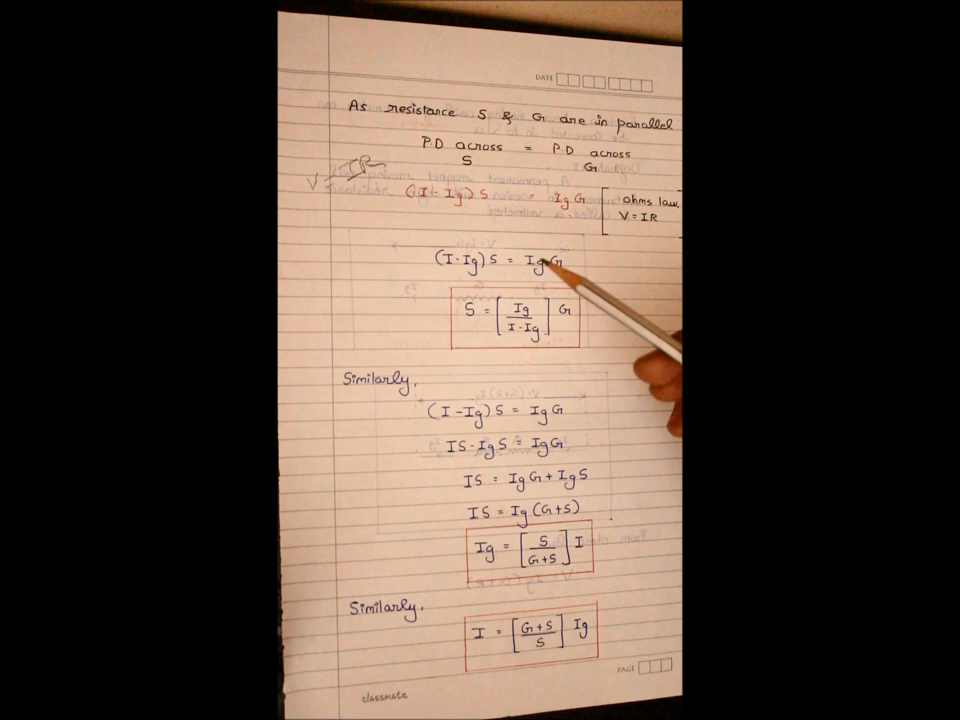 DATE
As resistance S & G are in parallel
P.D across S = P.D across G
V = IR
(I - Ig) S = Ig G [ohms law, V = IR
(I - Ig) S = Ig G
S = [Ig / I - Ig] G
Similarly,
(I - Ig) S = Ig G
IS - Ig S = Ig G
IS = Ig G + Ig S
IS = Ig (G+S)
Ig = [S / G+S] I
Similarly,
I = [G+S / S] Ig
PAGE
classmate